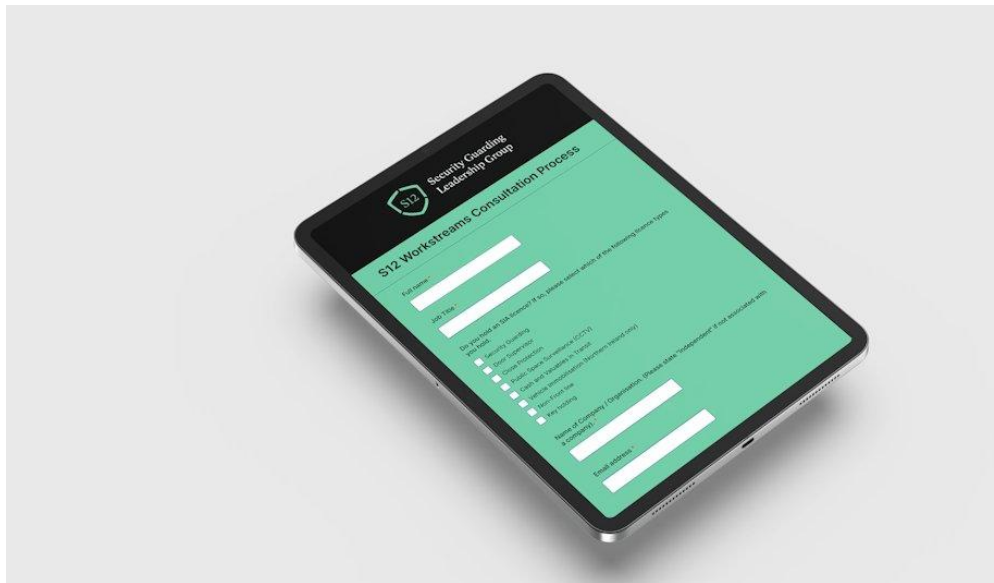 S12
Security Guarding
Leadership Group
S12 Workstreams Consultation Process
Full name *
Job Title *
Do you hold an SIA licence? If so, please select which of the following licence types
you hold.
Security Guarding
Door Supervisor
Close Protection
Public Space Surveillance (CCTV)
Cash and Valuables in Transit
Vehicle Immobilisation (Northern Ireland only)
Non-Front line
Key holding
Name of Company / Organisation. (Please state "independent" if not associated with
a company). *
Email address *